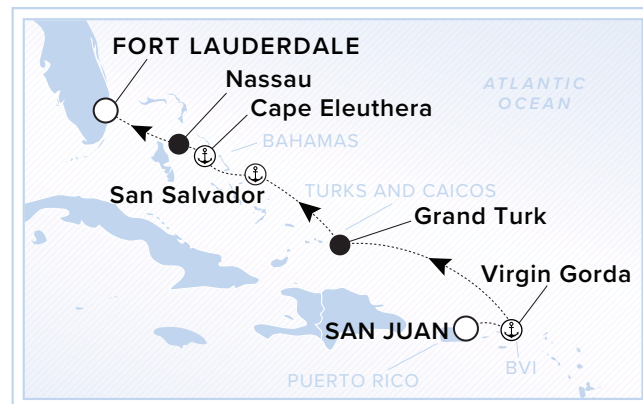 FORT LAUDERDALE
Nassau
Cape Eleuthera
ATLANTIC
OCEAN
BAHAMAS
San Salvador
TURKS AND CAICOS
Grand Turk
Virgin Gorda
SAN JUAN
BVI
PUERTO RICO